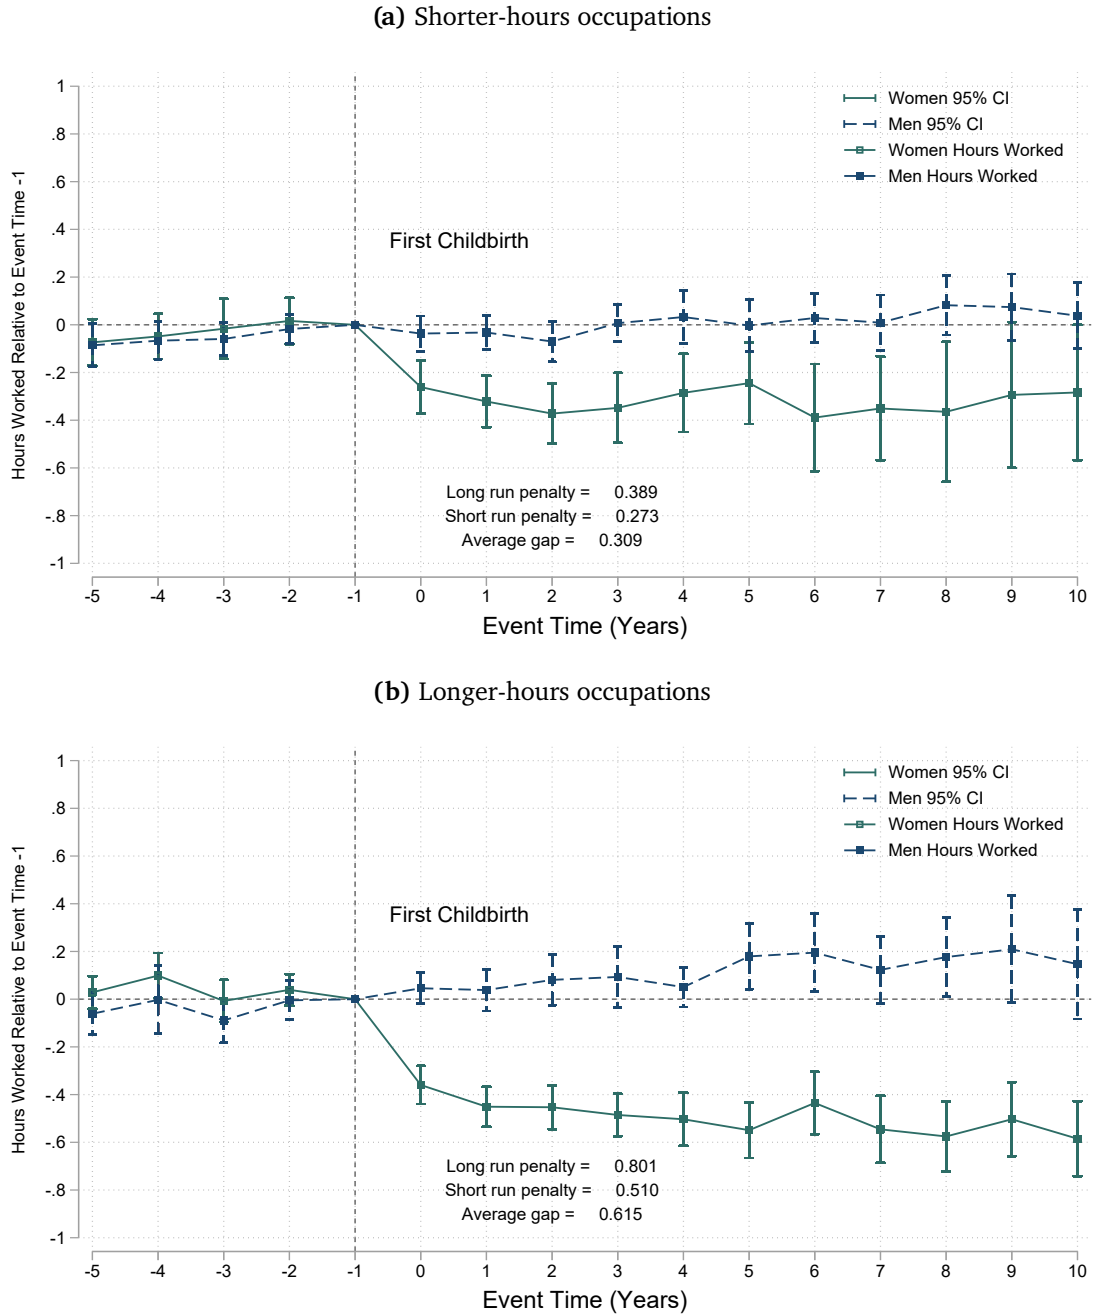 (a) Shorter-hours occupations
Hours Worked Relative to Event Time -1
1
.8
.6
.4
.2
0
-.2
-.4
-.6
-.8
-1
Women 95% CI
Men 95% CI
Women Hours Worked
Men Hours Worked
First Childbirth
Long run penalty = 0.389
Short run penalty = 0.273
Average gap = 0.309
-5 -4 -3 -2 -1 0 1 2 3 4 5 6 7 8 9 10
Event Time (Years)
(b) Longer-hours occupations
Hours Worked Relative to Event Time -1
1
.8
.6
.4
.2
0
-.2
-.4
-.6
-.8
-1
Women 95% CI
Men 95% CI
Women Hours Worked
Men Hours Worked
First Childbirth
Long run penalty = 0.801
Short run penalty = 0.510
Average gap = 0.615
-5 -4 -3 -2 -1 0 1 2 3 4 5 6 7 8 9 10
Event Time (Years)